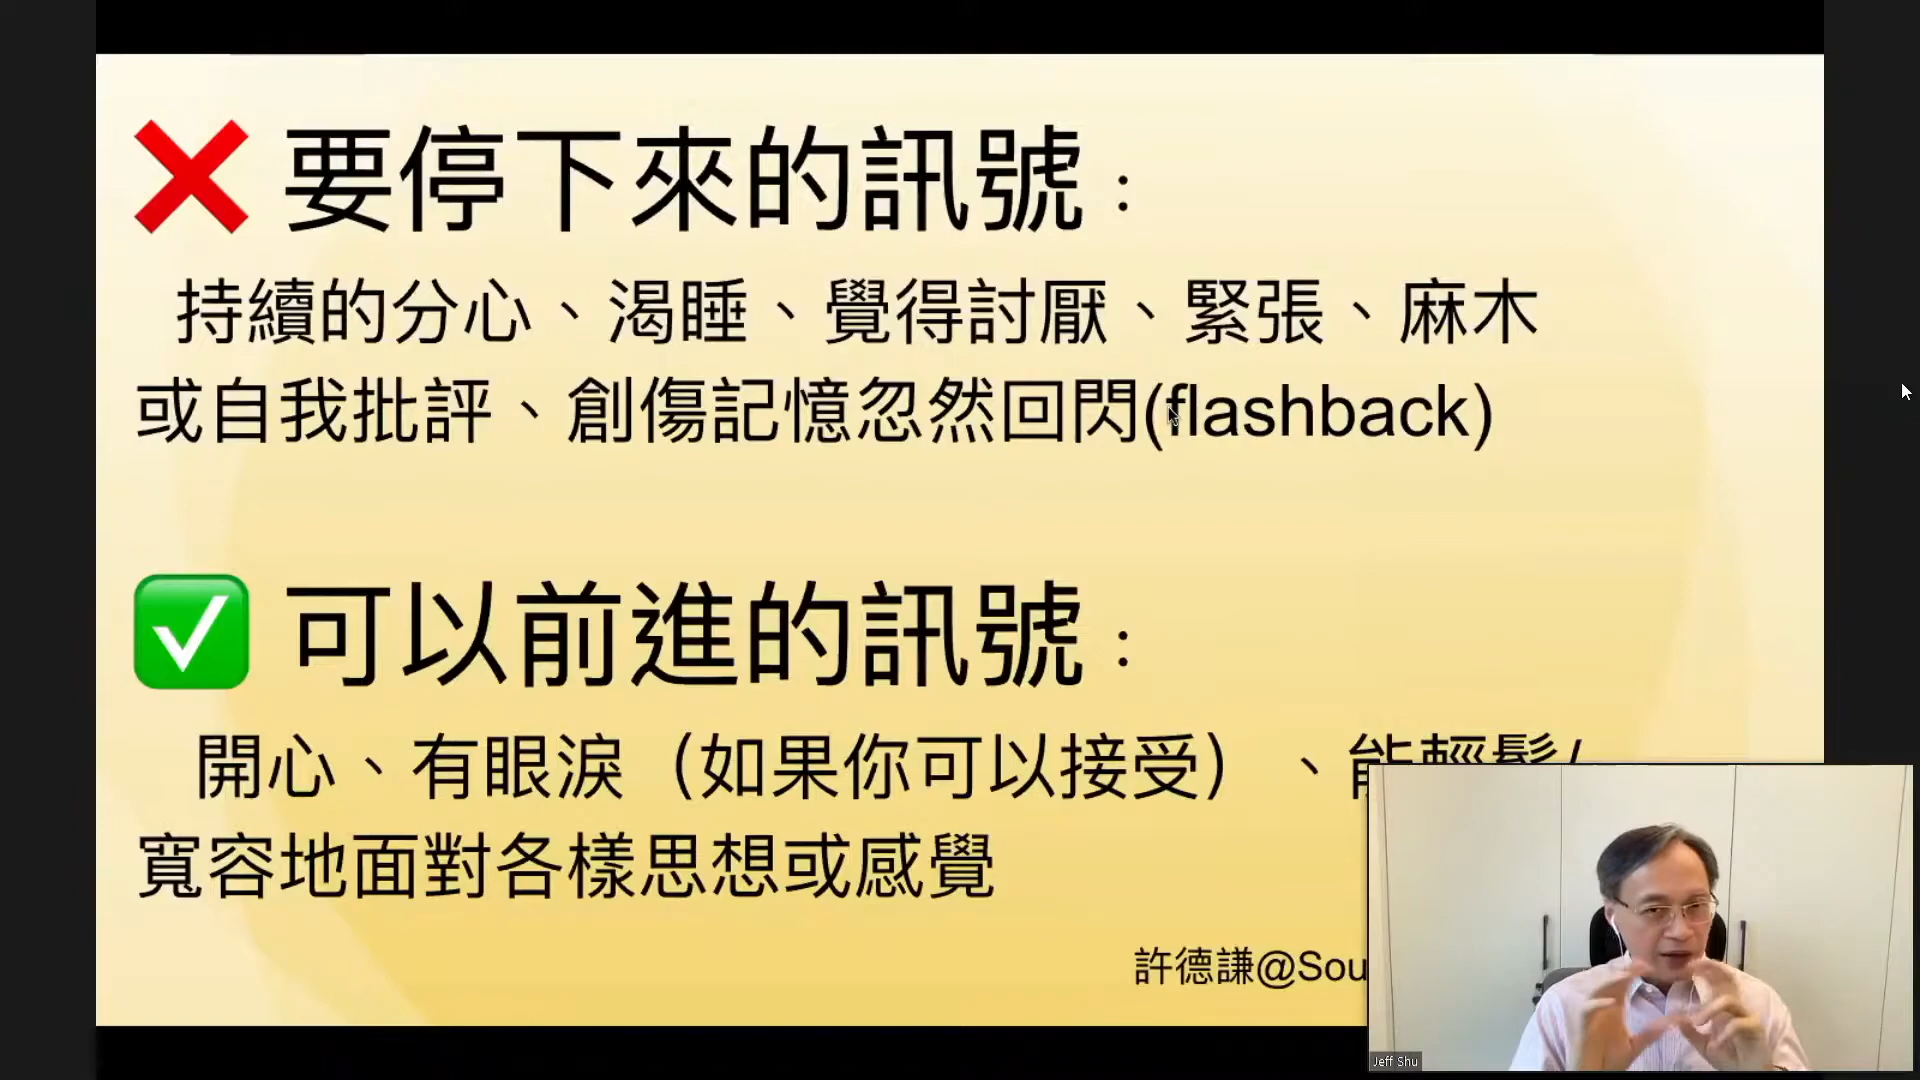 要停下來的訊號：
持續的分心、渴睡、覺得討厭、緊張、麻木
或自我批評、創傷記憶忽然回閃(flashback)
可以前進的訊號：
開心、有眼淚（如果你可以接受）、能輕鬆/
寬容地面對各樣思想或感覺
許德謙@Sou
Jeff Shu